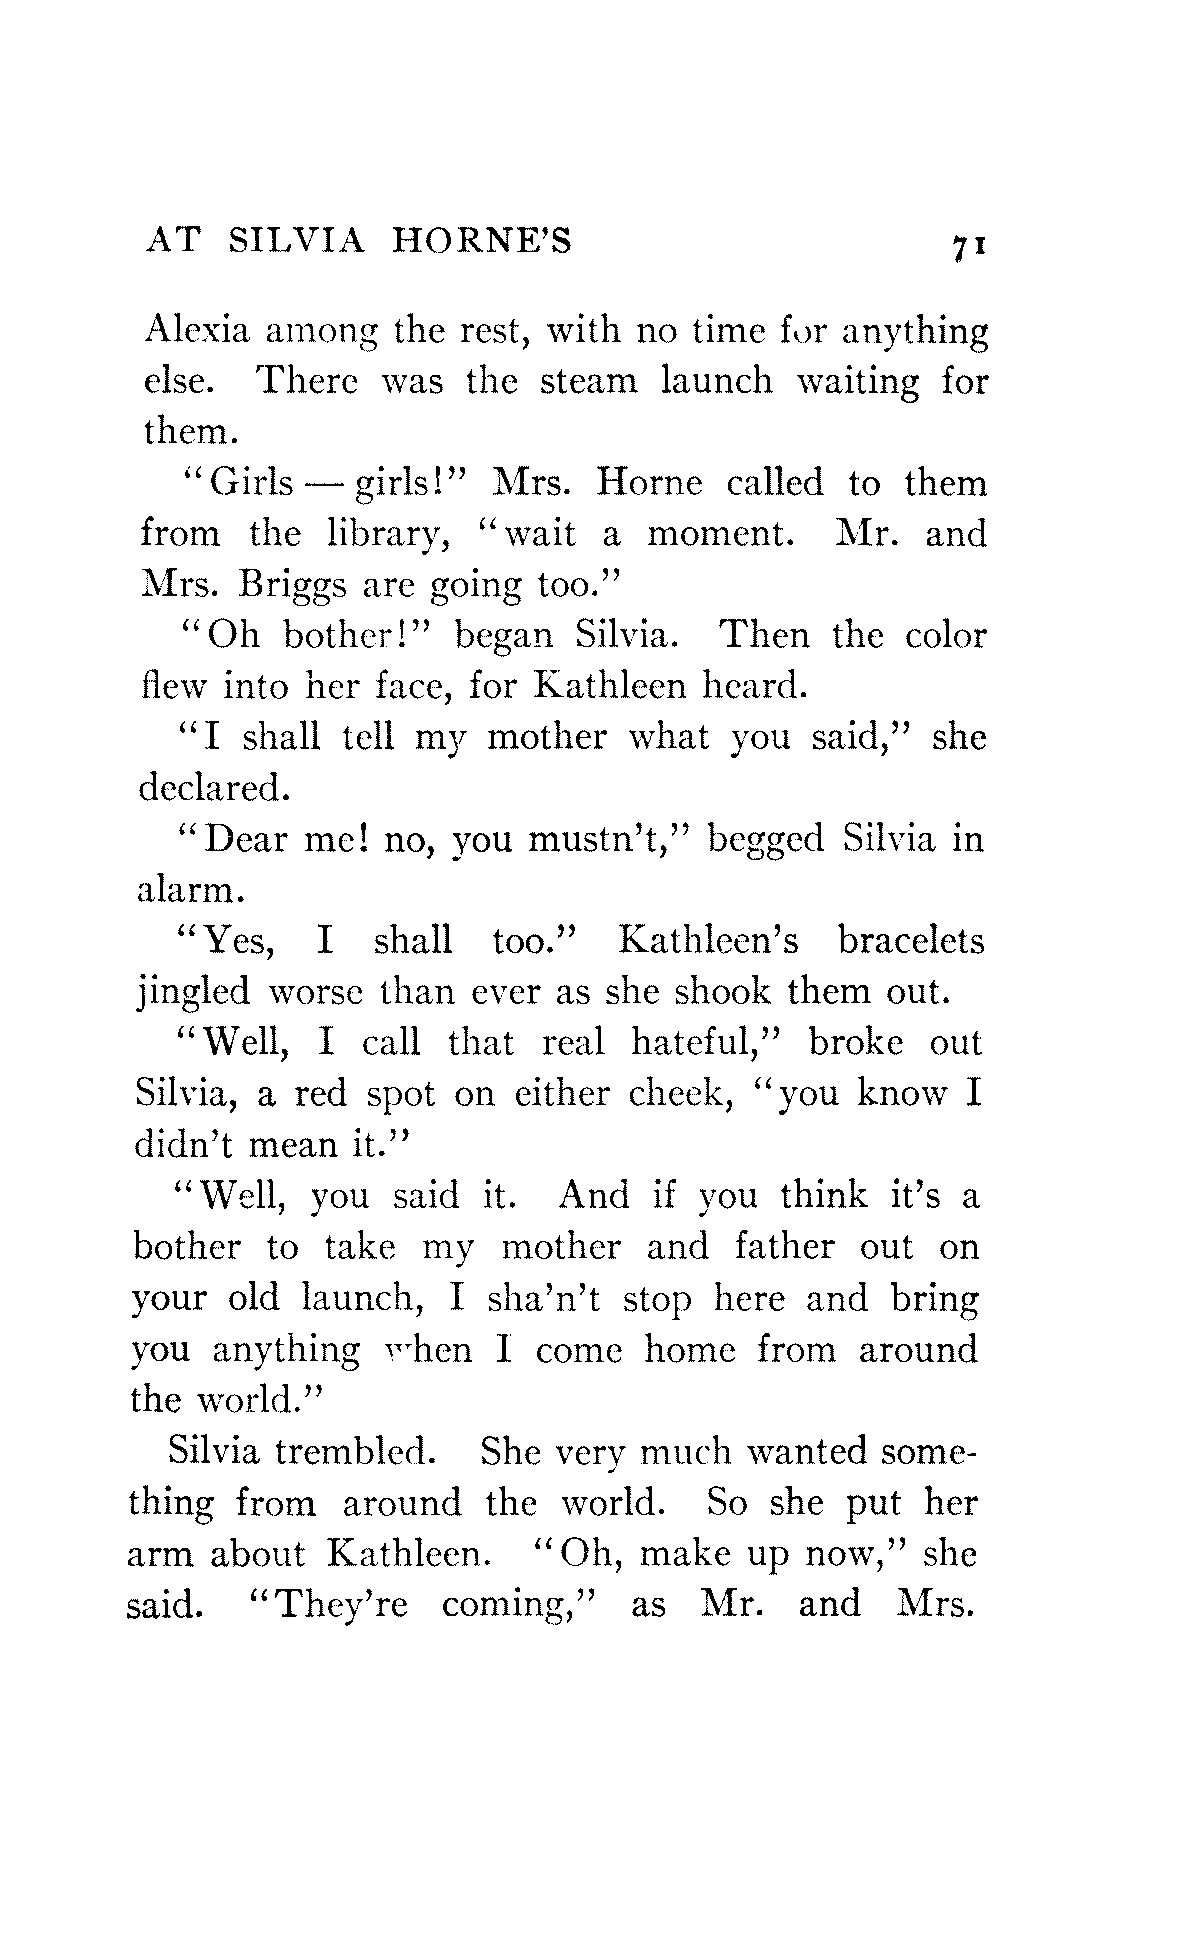 AT SILVIA HORNE'S 71
Alexia among the rest, with no time for anything
else. There was the steam launch waiting for
them.
"Girls — girls!" Mrs. Horne called to them
from the library, "wait a moment. Mr. and
Mrs. Briggs are going too."
"Oh bother!" began Silvia. Then the color
flew into her face, for Kathleen heard.
"I shall tell my mother what you said," she
declared.
"Dear me! no, you mustn't," begged Silvia in
alarm.
"Yes, I shall too." Kathleen's bracelets
jingled worse than ever as she shook them out.
"Well, I call that real hateful," broke out
Silvia, a red spot on either cheek, "you know I
didn't mean it."
"Well, you said it. And if you think it's a
bother to take my mother and father out on
your old launch, I sha'n't stop here and bring
you anything when I come home from around
the world."
Silvia trembled. She very much wanted some-
thing from around the world. So she put her
arm about Kathleen. "Oh, make up now," she
said. "They're coming," as Mr. and Mrs.